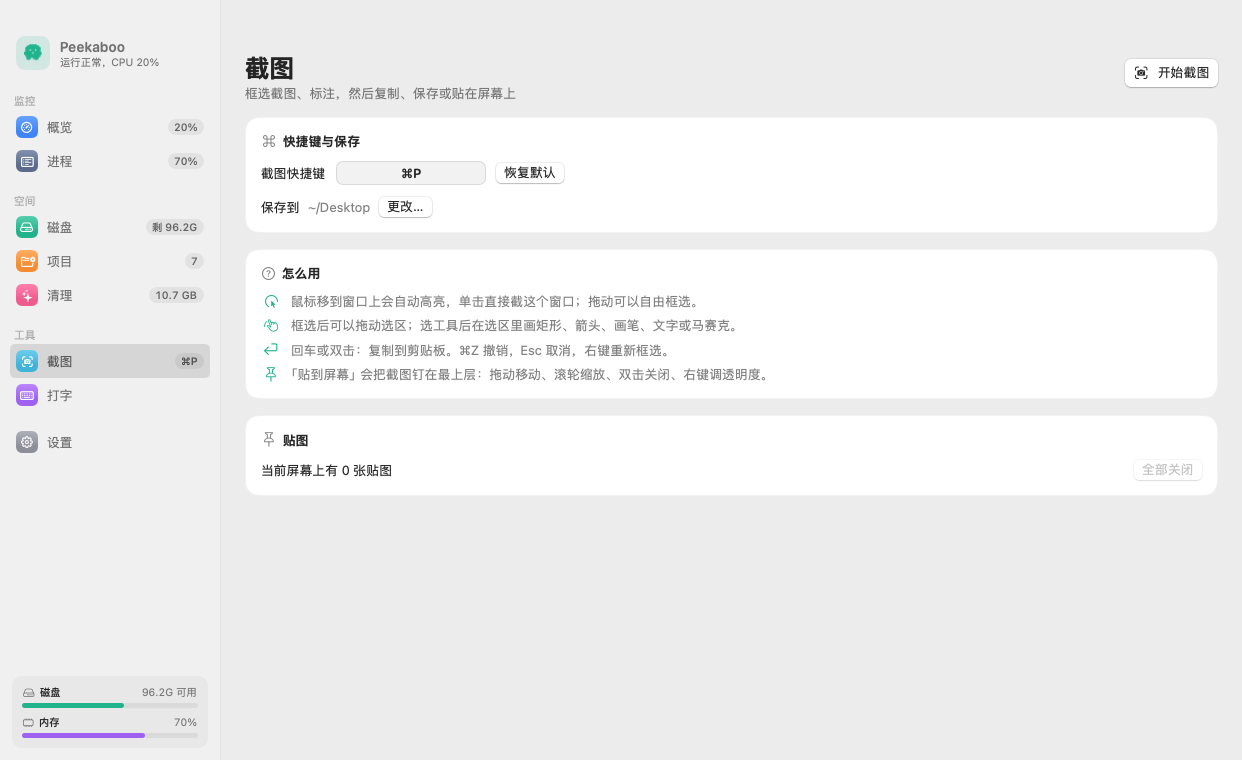 Peekaboo
运行正常，CPU 20%
监控
概览 20%
进程 70%
空间
磁盘 剩 96.2G
项目 7
清理 10.7 GB
工具
截图 ⌘P
打字
设置
磁盘 96.2G 可用
内存 70%
截图
框选截图、标注，然后复制、保存或贴在屏幕上
开始截图
快捷键与保存
截图快捷键 ⌘P 恢复默认
保存到 ~/Desktop 更改...
怎么用
鼠标移到窗口上会自动高亮，单击直接截这个窗口；拖动可以自由框选。
框选后可以拖动选区；选工具后在选区里画矩形、箭头、画笔、文字或马赛克。
回车或双击：复制到剪贴板。⌘Z 撤销，Esc 取消，右键重新框选。
「贴到屏幕」会把截图钉在最上层：拖动移动、滚轮缩放、双击关闭、右键调透明度。
贴图
当前屏幕上有 0 张贴图 全部关闭